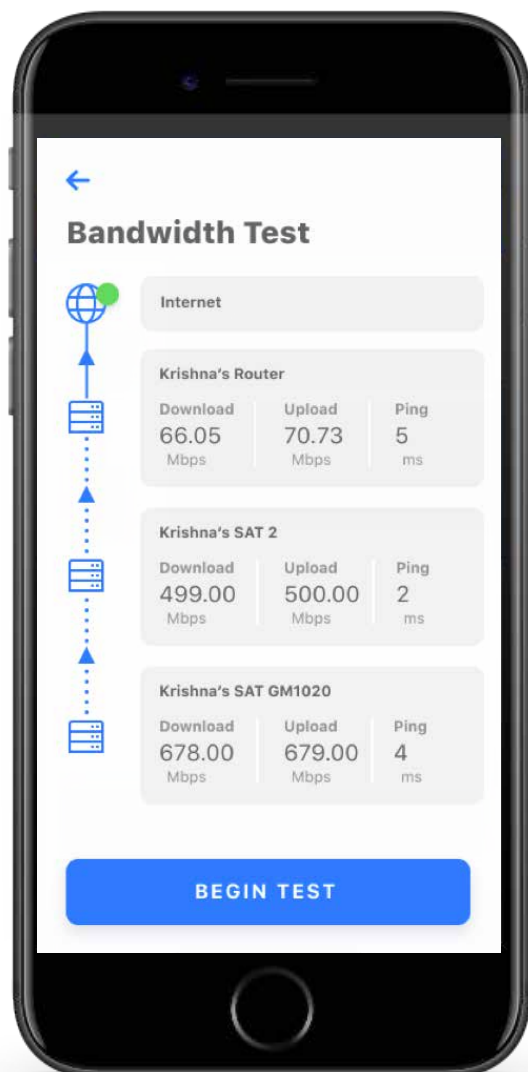 Bandwidth Test
Internet
Krishna's Router
Download Upload Ping
66.05 70.73 5
Mbps Mbps ms
Krishna's SAT 2
Download Upload Ping
499.00 500.00 2
Mbps Mbps ms
Krishna's SAT GM1020
Download Upload Ping
678.00 679.00 4
Mbps Mbps ms
BEGIN TEST